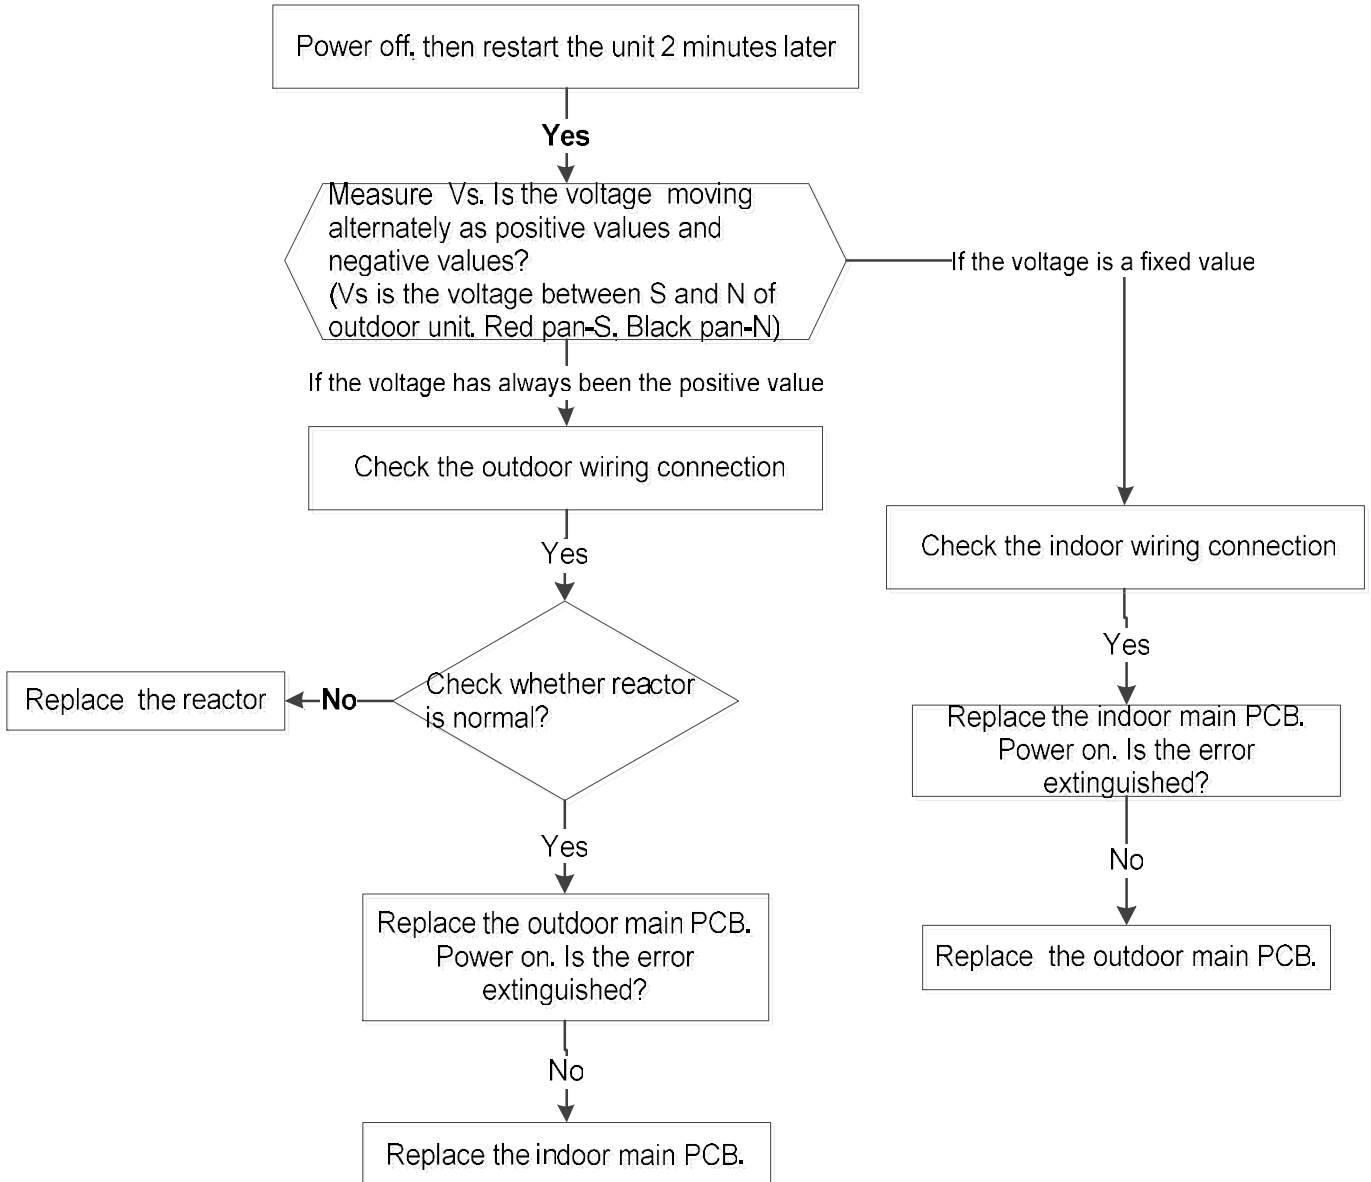 Power off, then restart the unit 2 minutes later
Yes
Measure Vs. Is the voltage moving
alternately as positive values and
negative values?
(Vs is the voltage between S and N of
outdoor unit. Red pan-S, Black pan-N)
If the voltage is a fixed value
If the voltage has always been the positive value
Check the outdoor wiring connection
Yes
Check whether reactor
is normal?
No
Replace the reactor
Yes
Replace the outdoor main PCB.
Power on. Is the error
extinguished?
No
Replace the indoor main PCB.
Check the indoor wiring connection
Yes
Replace the indoor main PCB.
Power on. Is the error
extinguished?
No
Replace the outdoor main PCB.